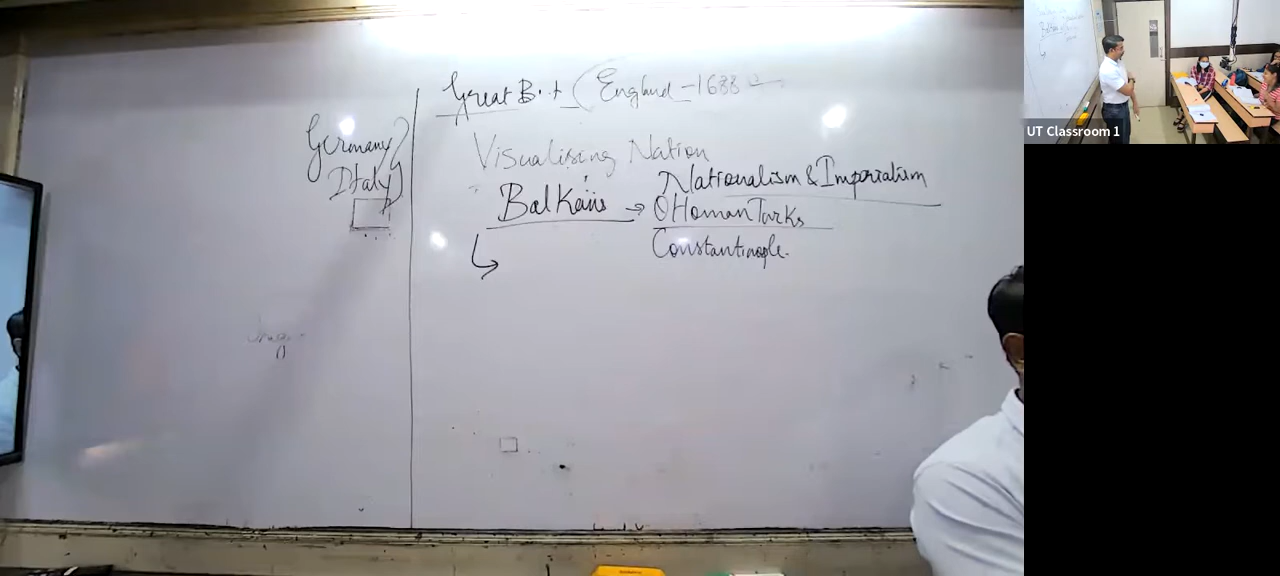 Great Brit (England - 1688
Germany
Italy
Visualising Nation
Nationalism & Imperialism
Balkans → Ottoman Turks
Constantinople.
UT Classroom 1